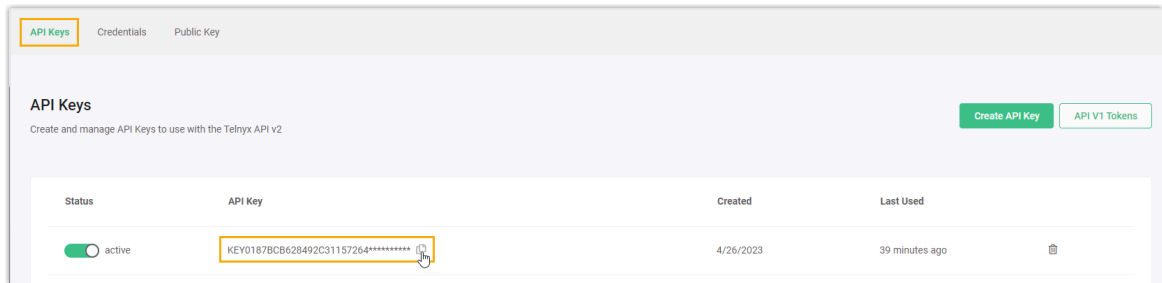 API Keys Credentials Public Key
API Keys
Create and manage API Keys to use with the Telnyx API v2
Create API Key API V1 Tokens
Status API Key Created Last Used
active KEY0187BCB628492C31157264********** 4/26/2023 39 minutes ago